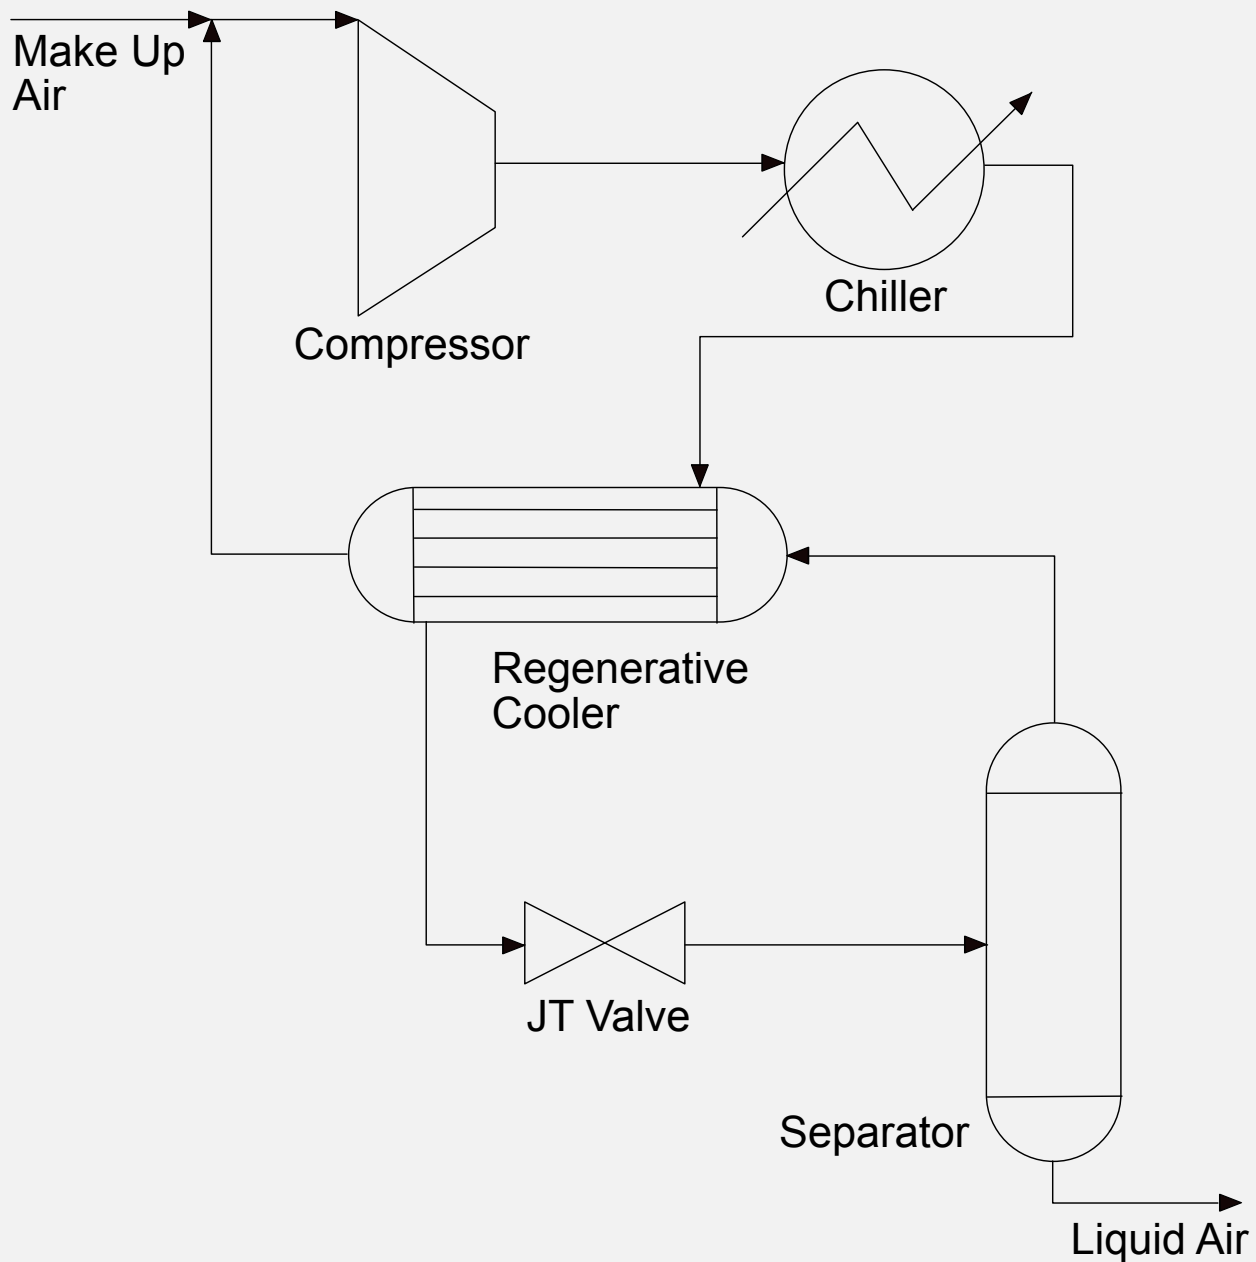 Make Up
Air
Chiller
Compressor
Regenerative
Cooler
JT Valve
Separator
Liquid Air